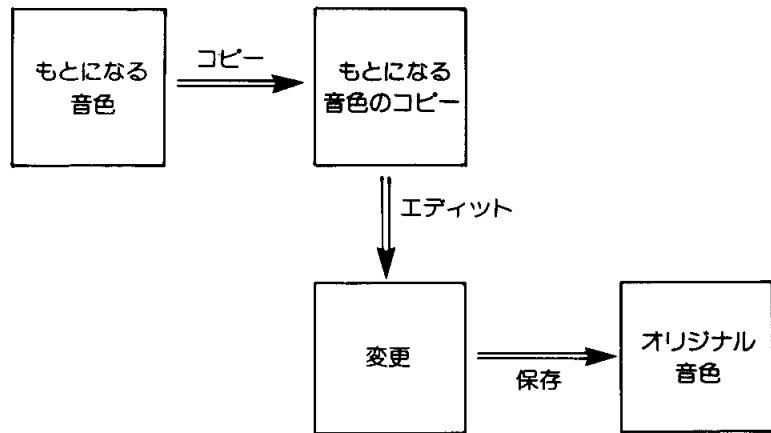 もとになる
音色
コピー
もとになる
音色のコピー
エディット
変更
保存
オリジナル
音色